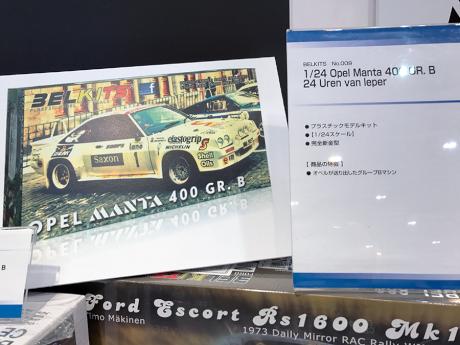 BELKITS
Saxon
1
elastogrip
MICHELIN
Shell
Oils
OPEL MANTA 400 GR. B
BELKITS No.009
1/24 Opel Manta 400 GR. B
24 Uren van Ieper
● プラスチックモデルキット
● 【1/24スケール】
● 完全新金型
【 商品の特徴 】
● オペルが送り出したグループBマシン
B
Ford Escort Rs1600 Mk1
Timo Mäkinen
1973 Daily Mirror RAC Rally